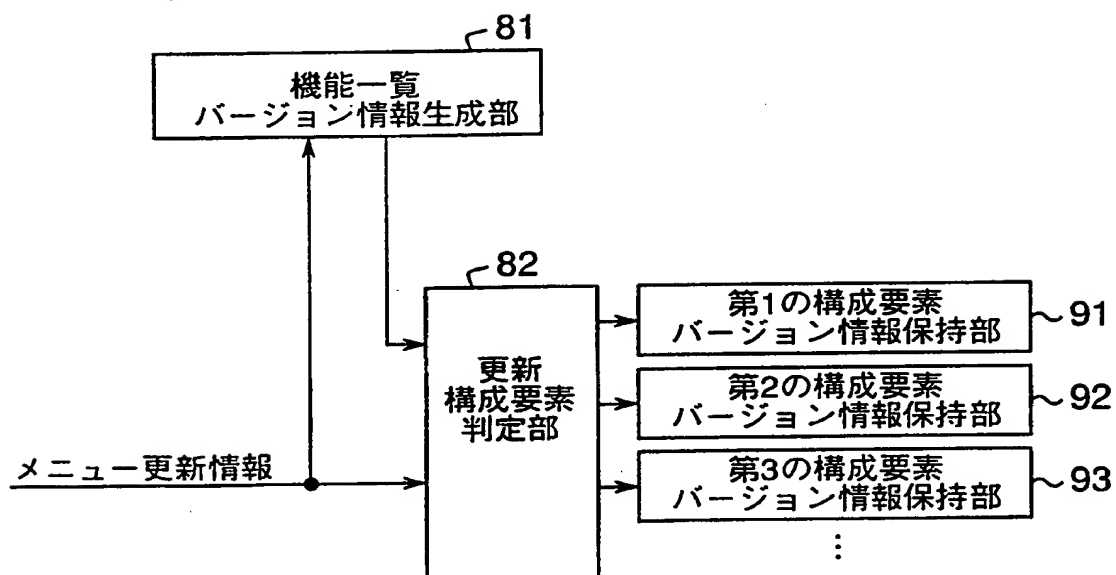 81
機能一覧
バージョン情報生成部
82
更新
構成要素
判定部
メニュー更新情報
第1の構成要素
バージョン情報保持部
91
第2の構成要素
バージョン情報保持部
92
第3の構成要素
バージョン情報保持部
93
⋮